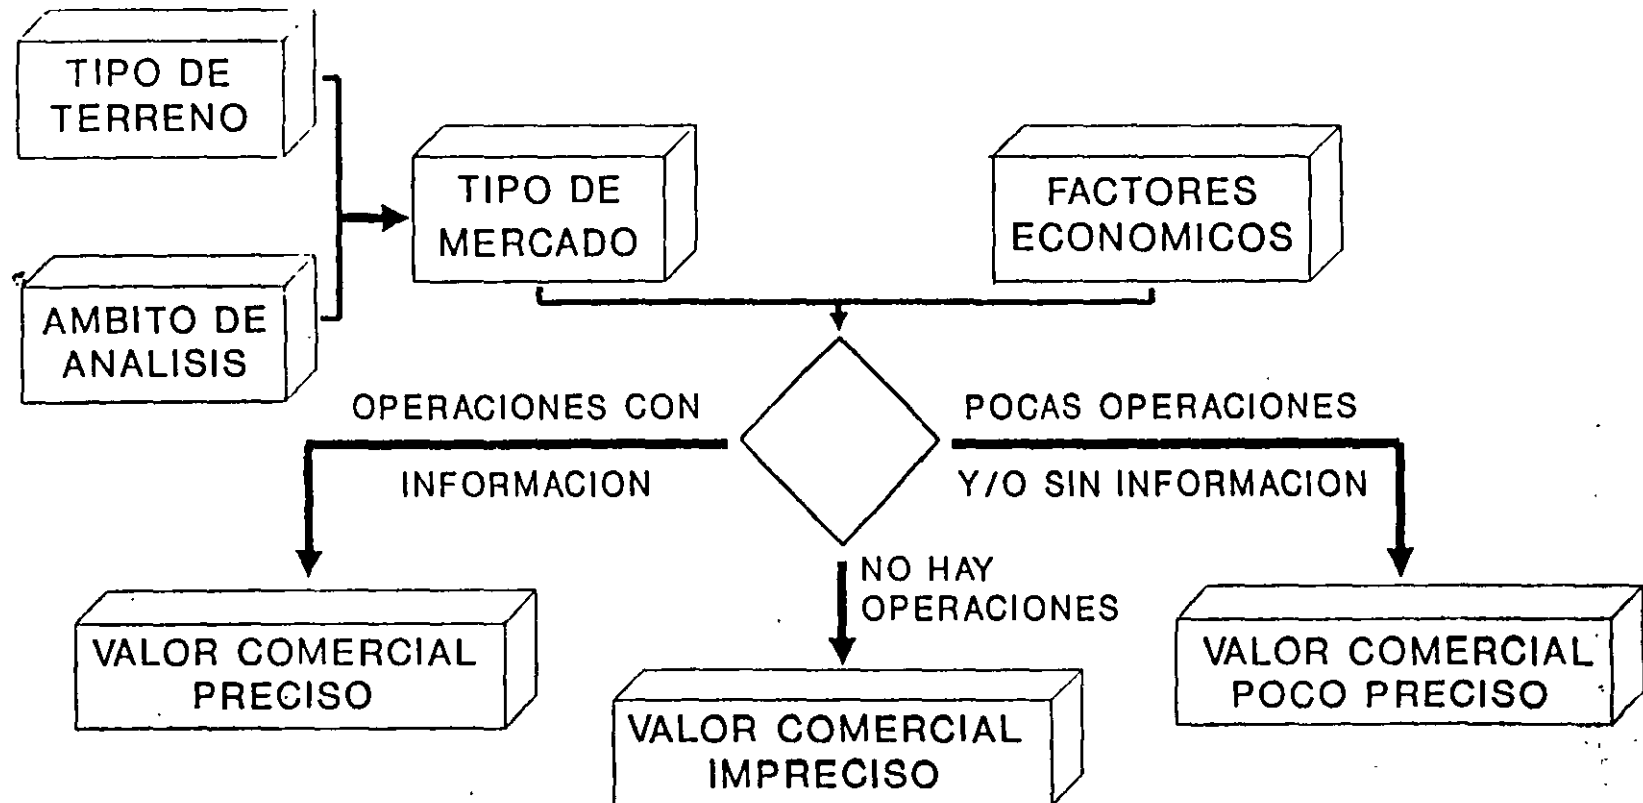 TIPO DE
TERRENO
AMBITO DE
ANALISIS
TIPO DE
MERCADO
FACTORES
ECONOMICOS
OPERACIONES CON
INFORMACION
POCAS OPERACIONES
Y/O SIN INFORMACION
NO HAY
OPERACIONES
VALOR COMERCIAL
PRECISO
VALOR COMERCIAL
IMPRECISO
VALOR COMERCIAL
POCO PRECISO